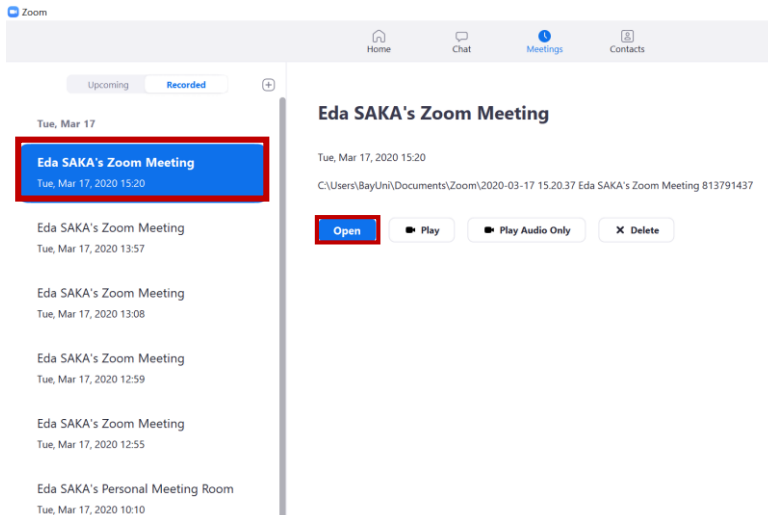 Zoom
Home
Chat
Meetings
Contacts
Upcoming
Recorded
Tue, Mar 17
Eda SAKA's Zoom Meeting
Tue, Mar 17, 2020 15:20
Eda SAKA's Zoom Meeting
Tue, Mar 17, 2020 13:57
Eda SAKA's Zoom Meeting
Tue, Mar 17, 2020 13:08
Eda SAKA's Zoom Meeting
Tue, Mar 17, 2020 12:59
Eda SAKA's Zoom Meeting
Tue, Mar 17, 2020 12:55
Eda SAKA's Personal Meeting Room
Tue, Mar 17, 2020 10:10
Eda SAKA's Zoom Meeting
Tue, Mar 17, 2020 15:20
C:\Users\BayUni\Documents\Zoom\2020-03-17 15.20.37 Eda SAKA's Zoom Meeting 813791437
Open
Play
Play Audio Only
Delete